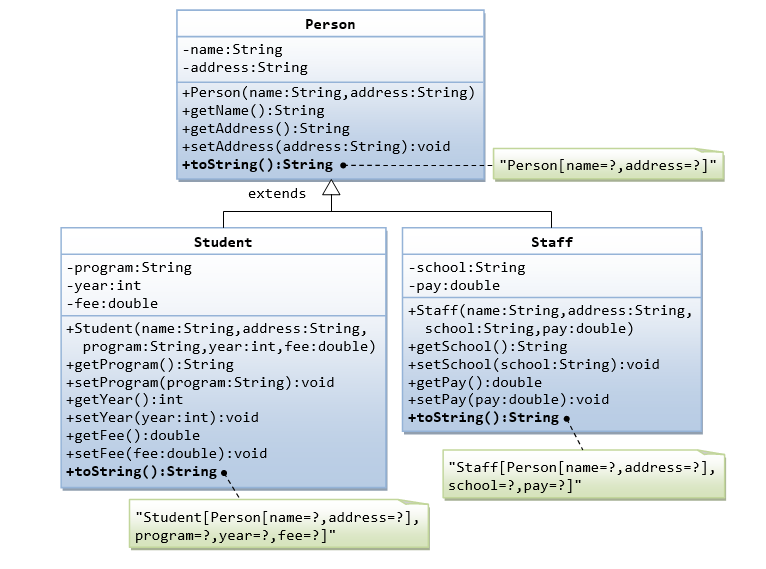 Person
-name:String
-address:String
+Person(name:String,address:String)
+getName():String
+getAddress():String
+setAddress(address:String):void
+toString():String
"Person[name=?,address=?]"
extends
Student
-program:String
-year:int
-fee:double
+Student(name:String,address:String,
program:String,year:int,fee:double)
+getProgram():String
+setProgram(program:String):void
+getYear():int
+setYear(year:int):void
+getFee():double
+setFee(fee:double):void
+toString():String
"Student[Person[name=?,address=?],
program=?,year=?,fee=?]"
Staff
-school:String
-pay:double
+Staff(name:String,address:String,
school:String,pay:double)
+getSchool():String
+setSchool(school:String):void
+getPay():double
+setPay(pay:double):void
+toString():String
"Staff[Person[name=?,address=?],
school=?,pay=?]"